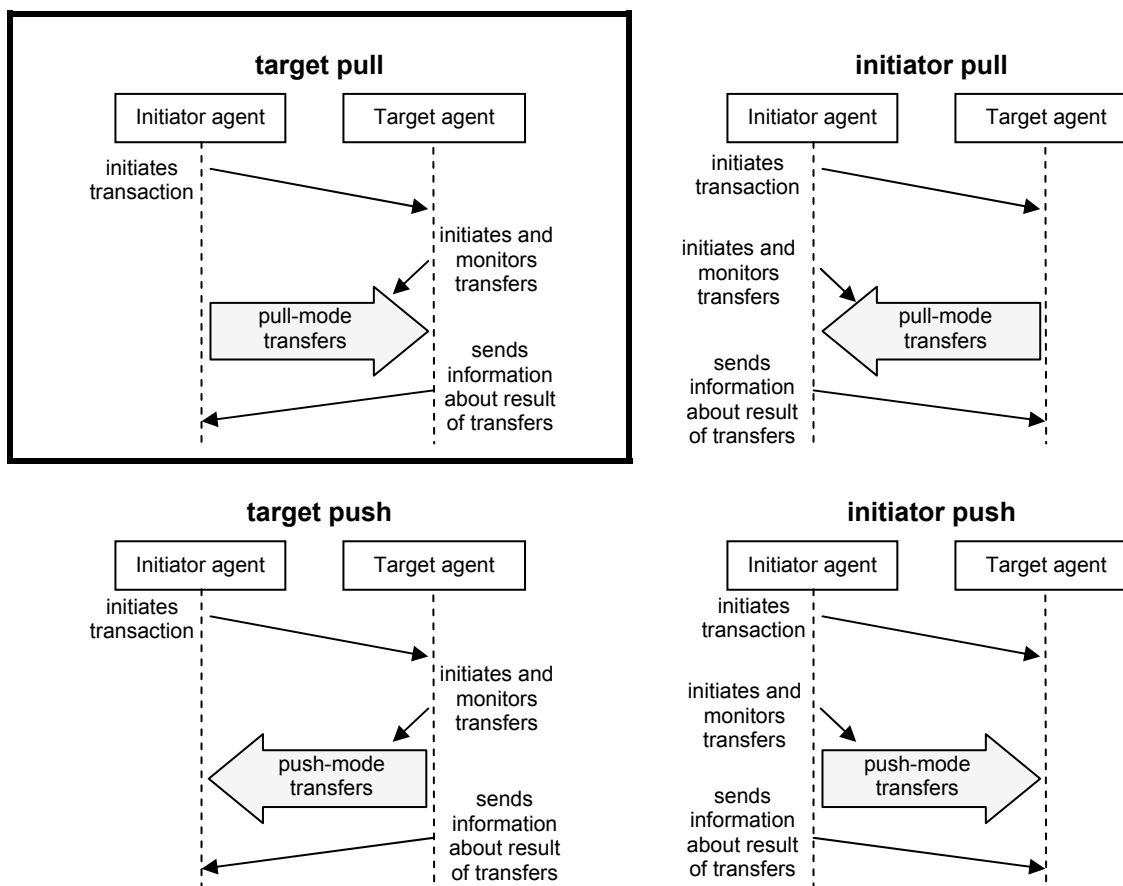 target pull
Initiator agent
Target agent
initiates
transaction
initiates and
monitors
transfers
pull-mode
transfers
sends
information
about result
of transfers
initiator pull
Initiator agent
Target agent
initiates
transaction
initiates and
monitors
transfers
pull-mode
transfers
sends
information
about result
of transfers
target push
Initiator agent
Target agent
initiates
transaction
initiates and
monitors
transfers
push-mode
transfers
sends
information
about result
of transfers
initiator push
Initiator agent
Target agent
initiates
transaction
initiates and
monitors
transfers
push-mode
transfers
sends
information
about result
of transfers